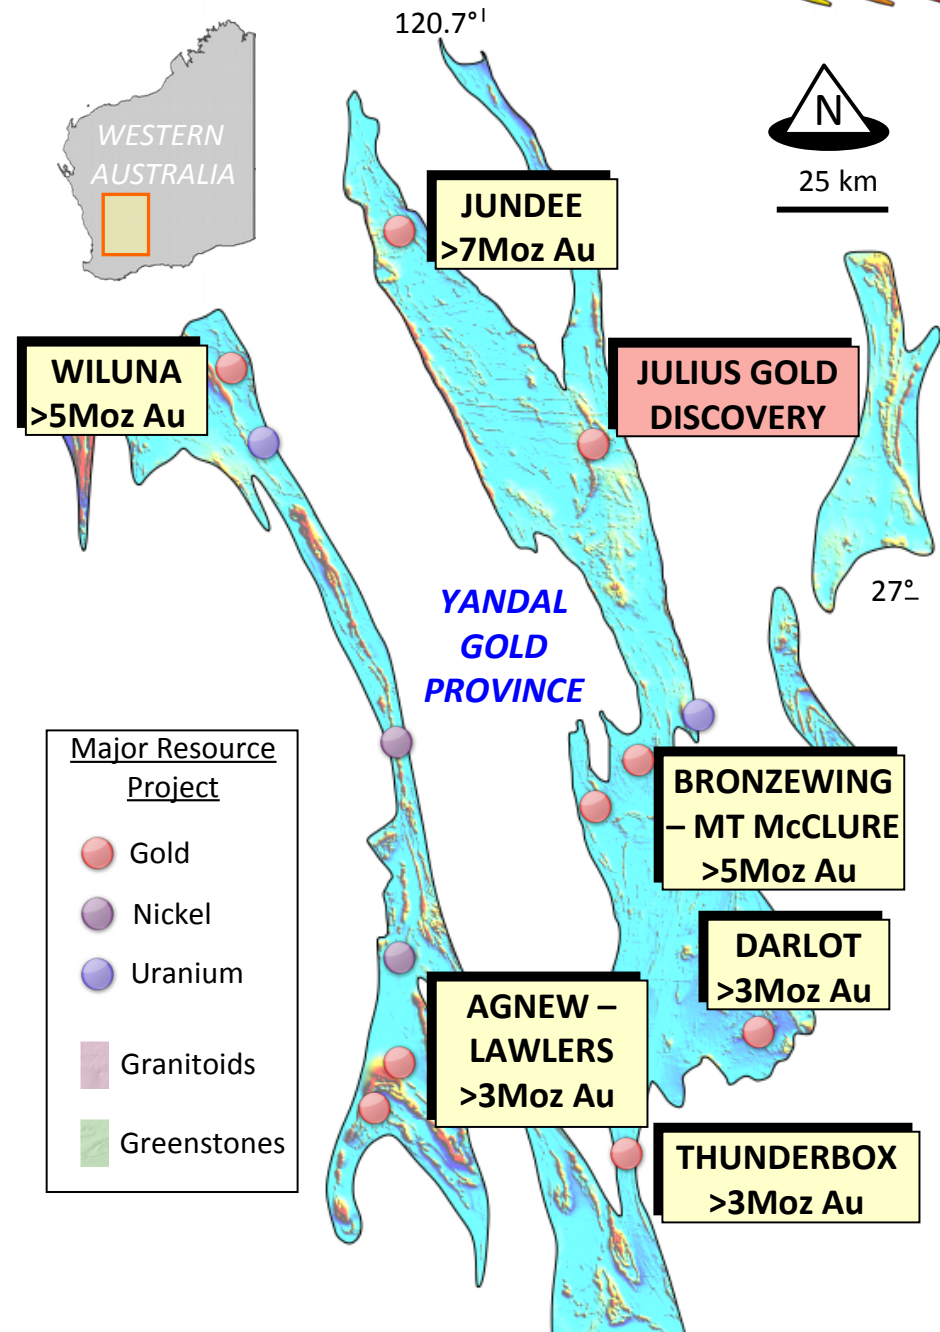 120.7°
WESTERN
AUSTRALIA
N
25 km
JUNDEE
>7Moz Au
WILUNA
>5Moz Au
JULIUS GOLD
DISCOVERY
27°
YANDAL
GOLD
PROVINCE
Major Resource
Project
Gold
Nickel
Uranium
Granitoids
Greenstones
BRONZEWING
– MT McCLURE
>5Moz Au
DARLOT
>3Moz Au
AGNEW –
LAWLERS
>3Moz Au
THUNDERBOX
>3Moz Au